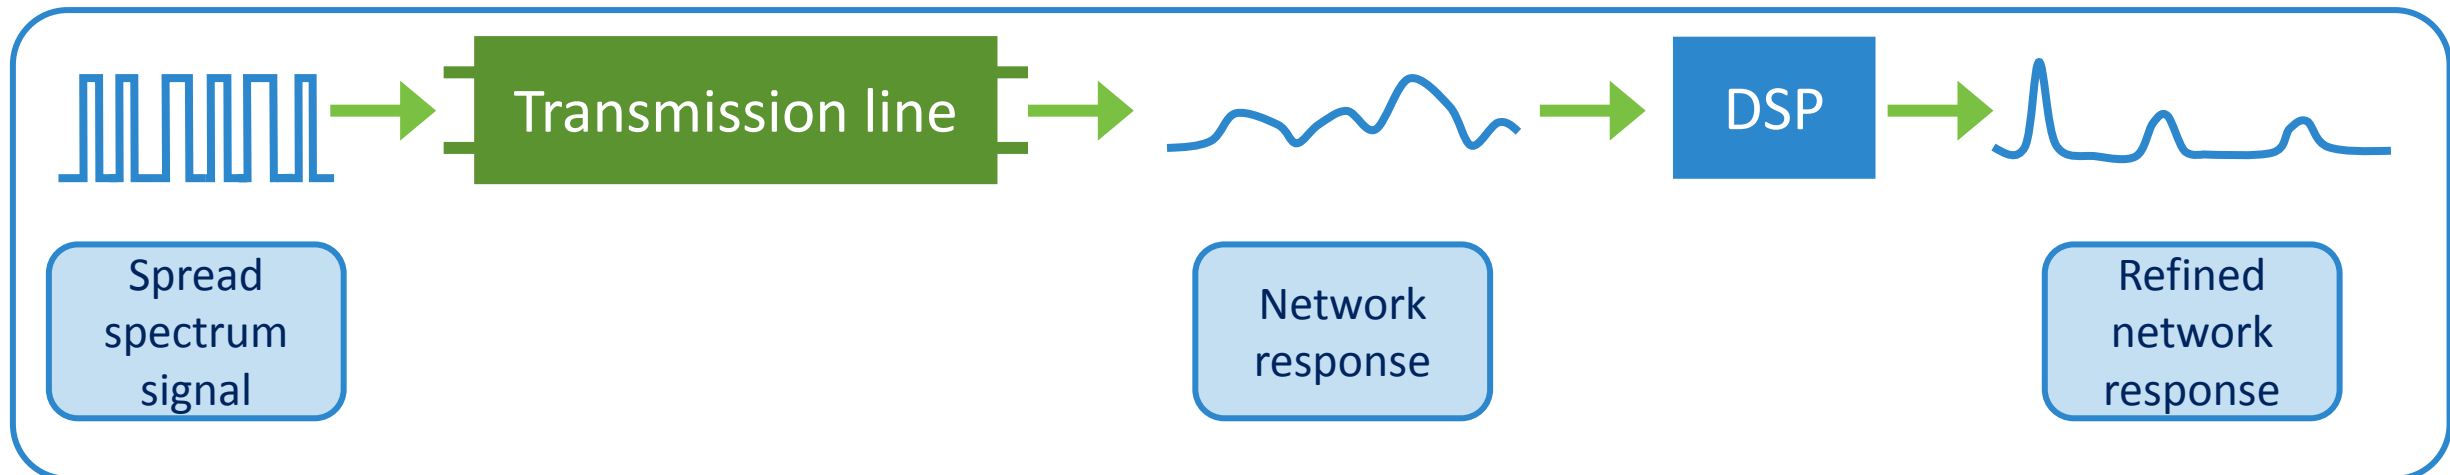 Transmission line
DSP
Spread
spectrum
signal
Network
response
Refined
network
response